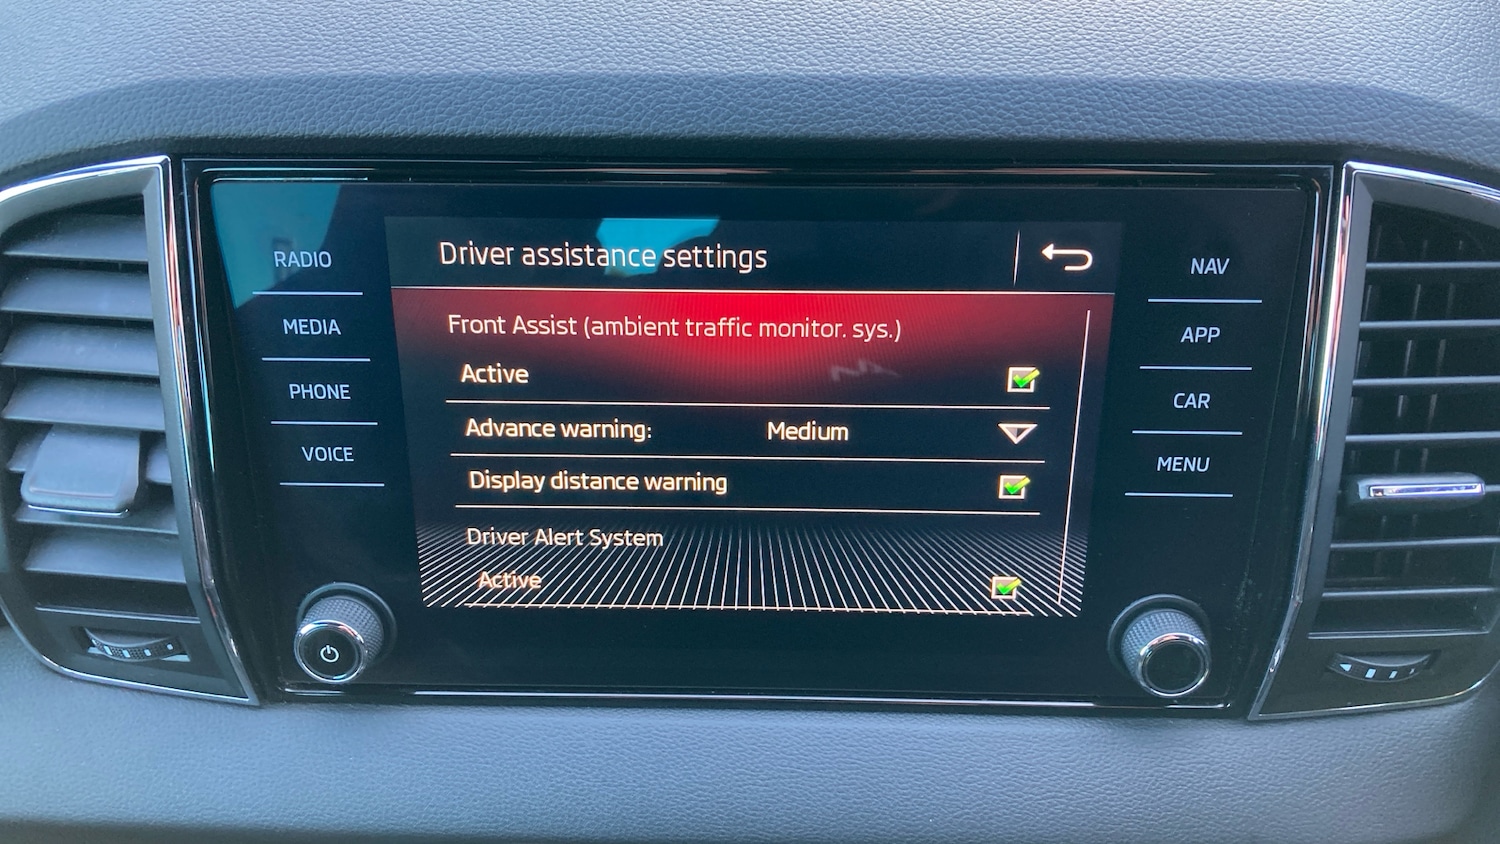 Driver assistance settings
RADIO
MEDIA
PHONE
VOICE
Front Assist (ambient traffic monitor. sys.)
Active
Advance warning: Medium
Display distance warning
Driver Alert System
Active
NAV
APP
CAR
MENU